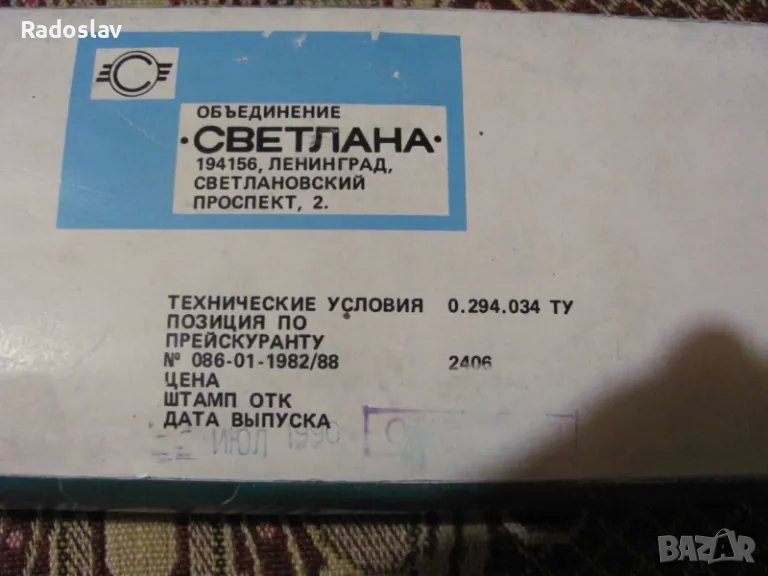 Radoslav
ОБЪЕДИНЕНИЕ
·СВЕТЛАНА·
194156, ЛЕНИНГРАД,
СВЕТЛАНОВСКИЙ
ПРОСПЕКТ, 2.
ТЕХНИЧЕСКИЕ УСЛОВИЯ 0.294.034 ТУ
ПОЗИЦИЯ ПО
ПРЕЙСКУРАНТУ
№ 086-01-1982/88 2406
ЦЕНА
ШТАМП ОТК
ДАТА ВЫПУСКА
ИЮЛ 1990
BAZAR